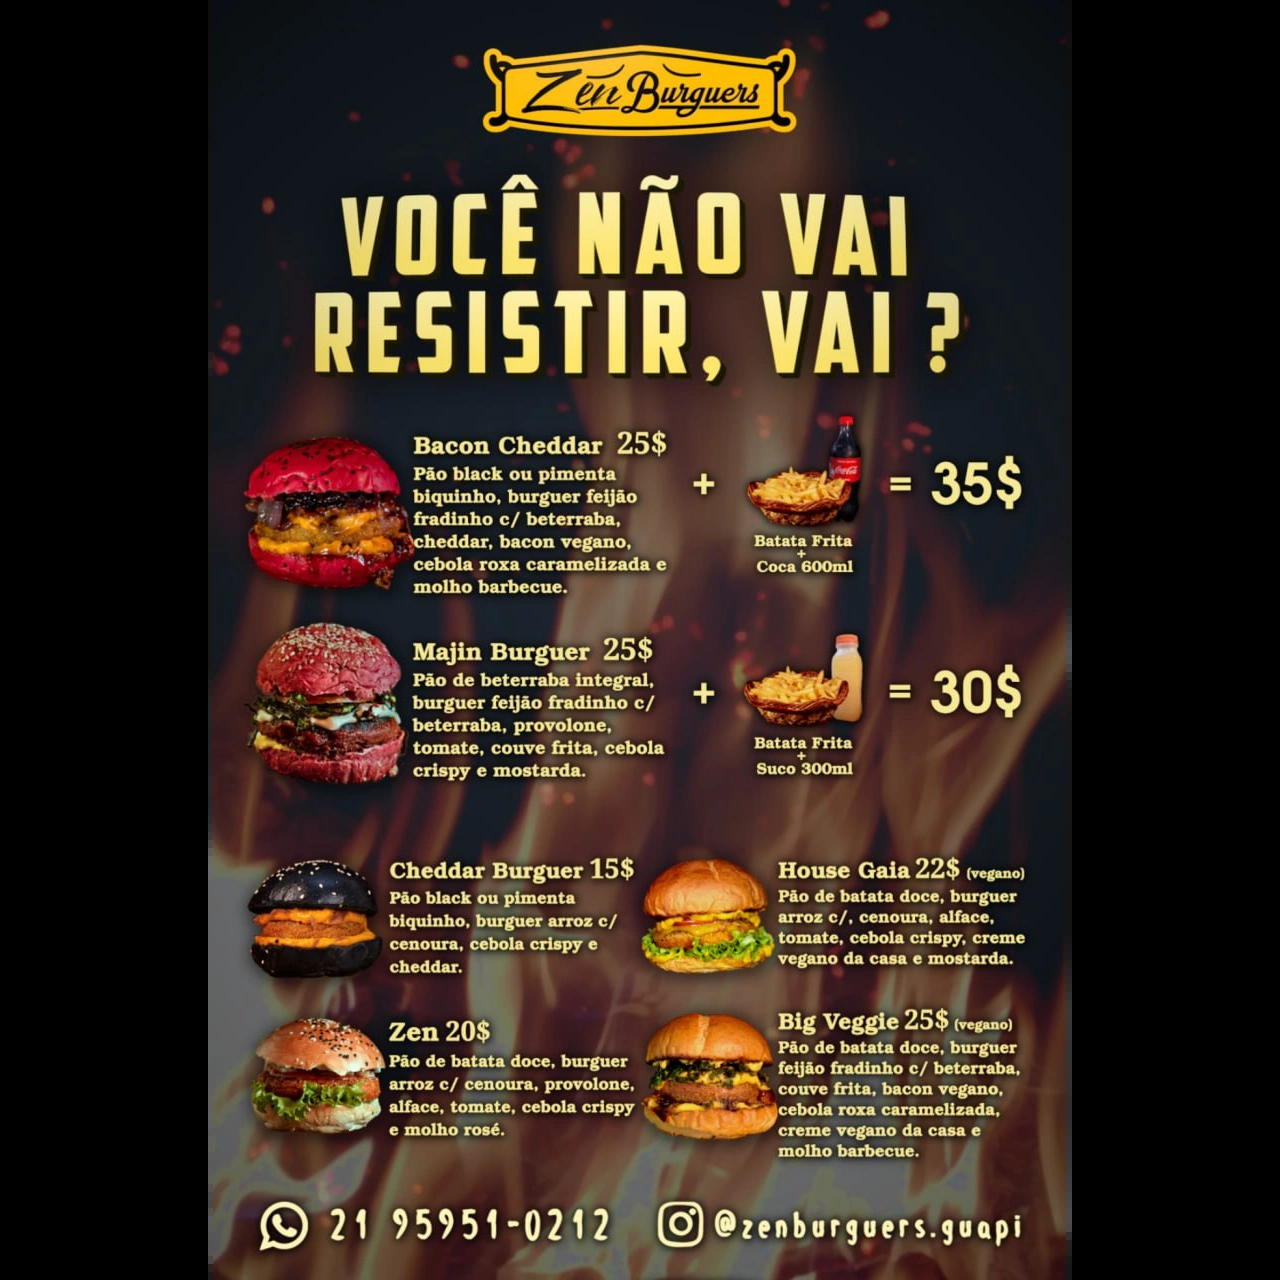 Zen Burguers
VOCÊ NÃO VAI
RESISTIR, VAI ?
Bacon Cheddar 25$
Pão black ou pimenta
biquinho, burguer feijão
fradinho c/ beterraba,
cheddar, bacon vegano,
cebola roxa caramelizada e
molho barbecue.
+
Coca-Cola
Batata Frita
+
Coca 600ml
= 35$
Majin Burguer 25$
Pão de beterraba integral,
burguer feijão fradinho c/
beterraba, provolone,
tomate, couve frita, cebola
crispy e mostarda.
+
Batata Frita
+
Suco 300ml
= 30$
Cheddar Burguer 15$
Pão black ou pimenta
biquinho, burguer arroz c/
cenoura, cebola crispy e
cheddar.
House Gaia 22$ (vegano)
Pão de batata doce, burguer
arroz c/, cenoura, alface,
tomate, cebola crispy, creme
vegano da casa e mostarda.
Zen 20$
Pão de batata doce, burguer
arroz c/ cenoura, provolone,
alface, tomate, cebola crispy
e molho rosé.
Big Veggie 25$ (vegano)
Pão de batata doce, burguer
feijão fradinho c/ beterraba,
couve frita, bacon vegano,
cebola roxa caramelizada,
creme vegano da casa e
molho barbecue.
21 95951-0212
@zenburguers.guapi